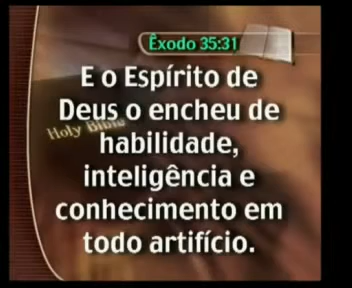 Êxodo 35:31
E o Espírito de
Deus o encheu de
Holy Bible
habilidade,
inteligência e
conhecimento em
todo artifício.